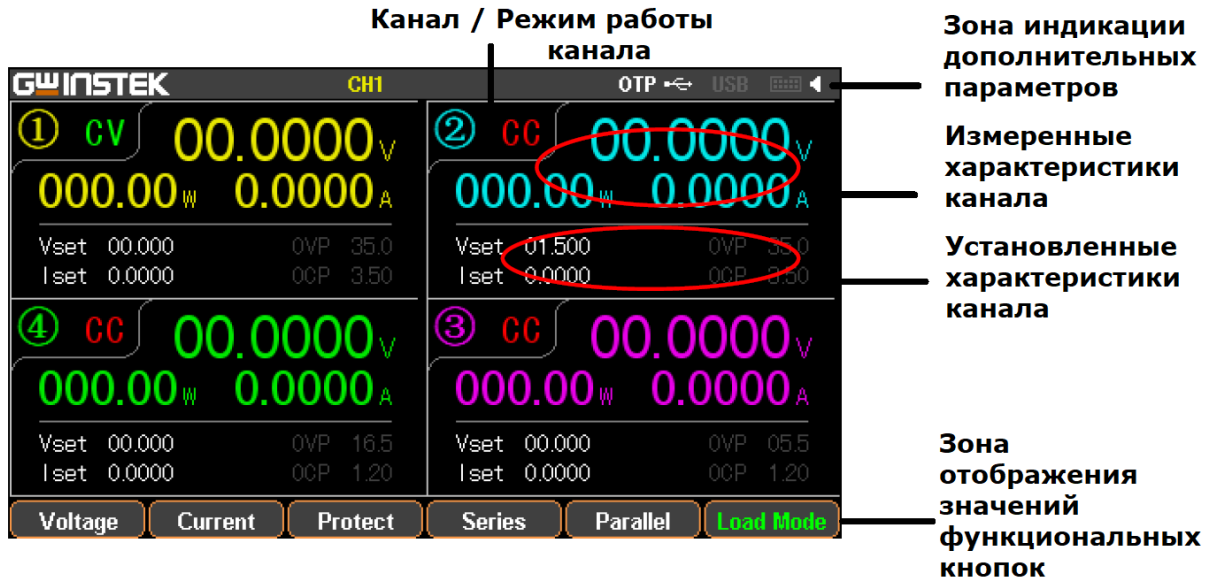 Канал / Режим работы
канала
Зона индикации
дополнительных
параметров
GWINSTEK CH1 OTP USB
① CV 00.0000 V
000.00 W 0.0000 A
Vset 00.000 OVP 35.0
Iset 0.0000 OCP 3.50
② CC 00.0000 V
000.00 W 0.0000 A
Vset 01.500 OVP 35.0
Iset 0.0000 OCP 3.50
Измеренные
характеристики
канала
Установленные
характеристики
канала
④ CC 00.0000 V
000.00 W 0.0000 A
Vset 00.000 OVP 16.5
Iset 0.0000 OCP 1.20
③ CC 00.0000 V
000.00 W 0.0000 A
Vset 00.000 OVP 05.5
Iset 0.0000 OCP 1.20
Voltage Current Protect Series Parallel Load Mode
Зона
отображения
значений
функциональных
кнопок